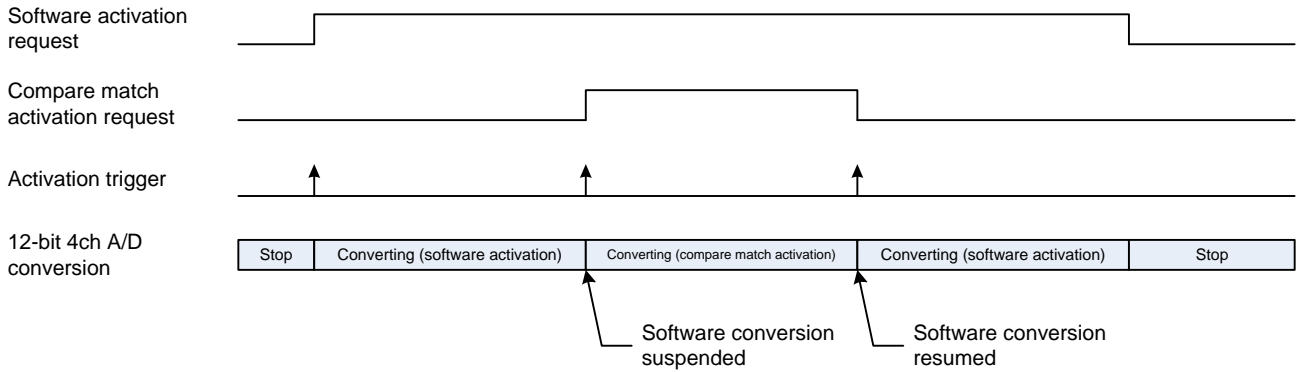 Software activation
request
Compare match
activation request
Activation trigger
12-bit 4ch A/D
conversion
Stop
Converting (software activation)
Converting (compare match activation)
Converting (software activation)
Stop
Software conversion
suspended
Software conversion
resumed